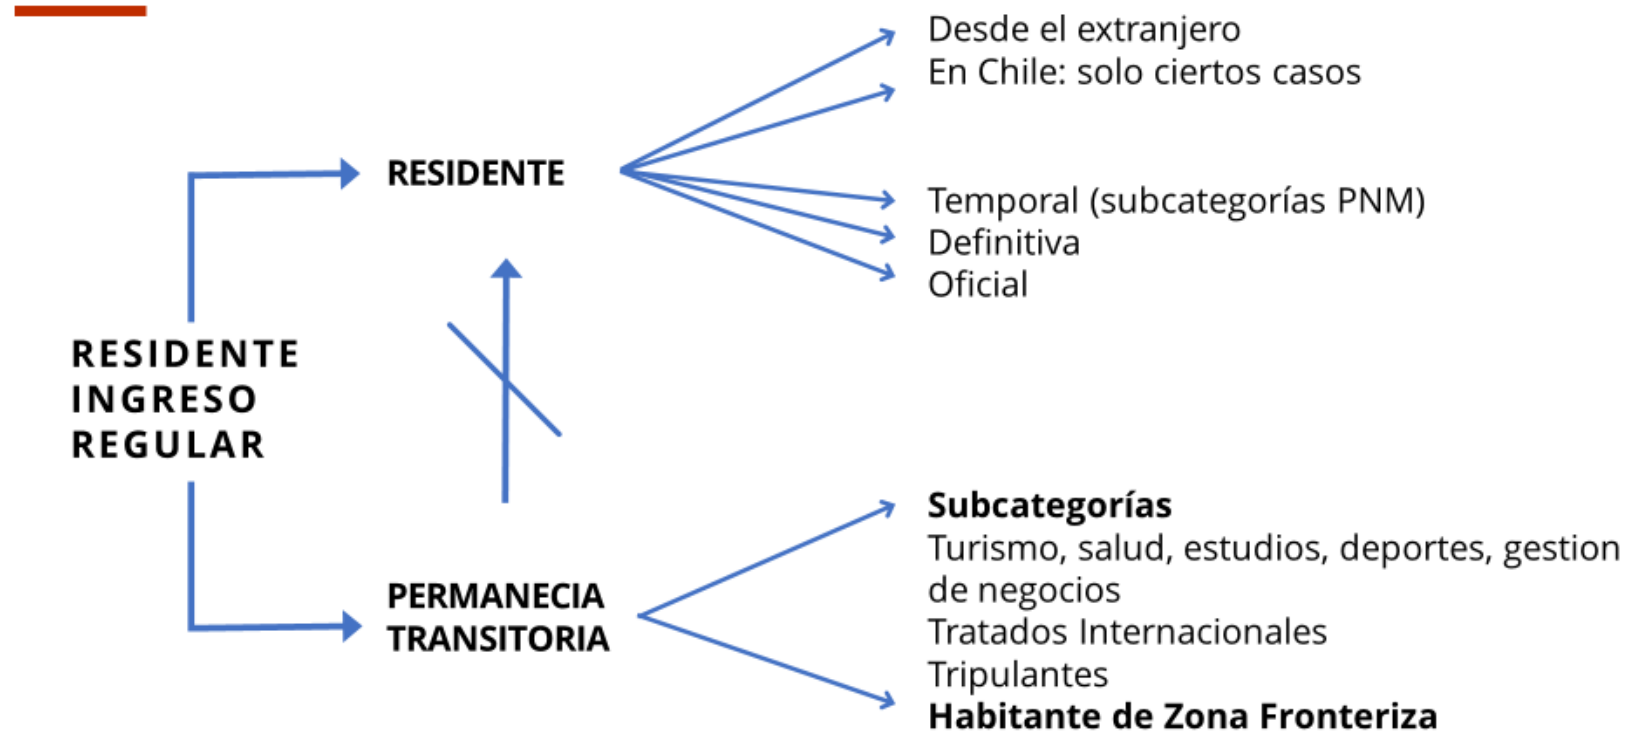 Desde el extranjero
En Chile: solo ciertos casos
RESIDENTE
Temporal (subcategorías PNM)
Definitiva
Oficial
RESIDENTE
INGRESO
REGULAR
Subcategorías
Turismo, salud, estudios, deportes, gestion
de negocios
PERMANECIA
TRANSITORIA
Tratados Internacionales
Tripulantes
Habitante de Zona Fronteriza